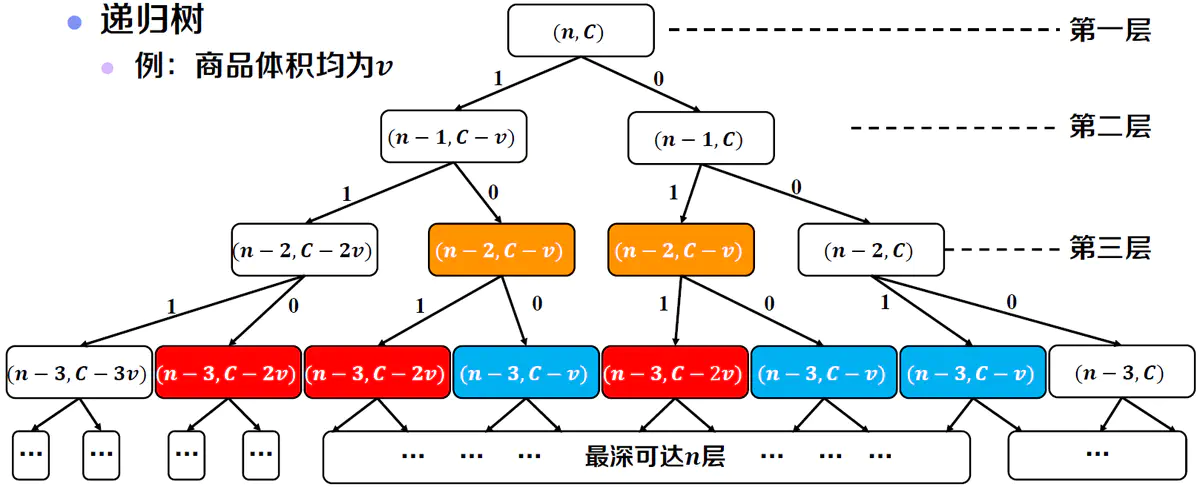 递归树
例：商品体积均为v
(n, C)
第一层
1
0
(n − 1, C − v)
(n − 1, C)
第二层
1
0
1
0
(n − 2, C − 2v)
(n − 2, C − v)
(n − 2, C − v)
(n − 2, C)
第三层
1
0
1
0
1
0
1
0
(n − 3, C − 3v)
(n − 3, C − 2v)
(n − 3, C − 2v)
(n − 3, C − v)
(n − 3, C − 2v)
(n − 3, C − v)
(n − 3, C − v)
(n − 3, C)
...
...
...
...
... ... ... 最深可达n层 ... ... ...
...